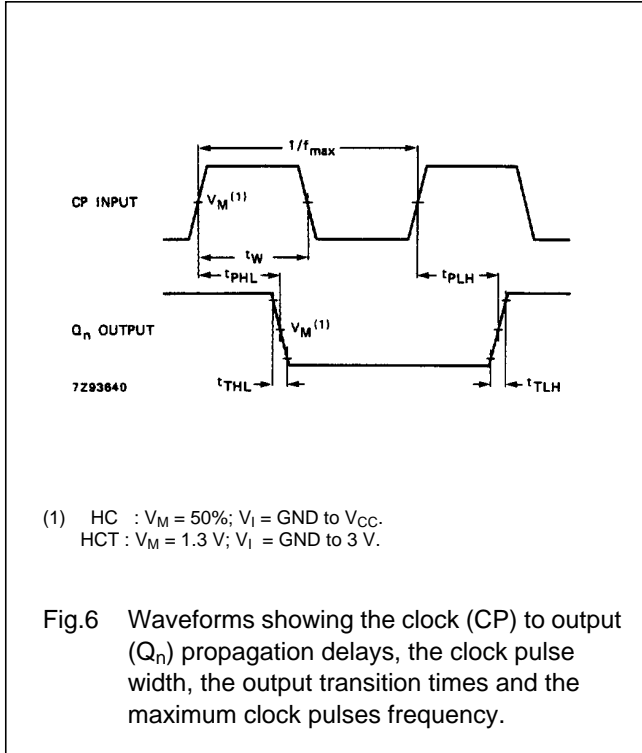 1/fmax
CP INPUT
VM(1)
tW
tPHL
tPLH
Qn OUTPUT
VM(1)
7Z93640
tTHL
tTLH
(1) HC : VM = 50%; VI = GND to VCC.
HCT : VM = 1.3 V; VI = GND to 3 V.
Fig.6 Waveforms showing the clock (CP) to output
(Qn) propagation delays, the clock pulse
width, the output transition times and the
maximum clock pulses frequency.